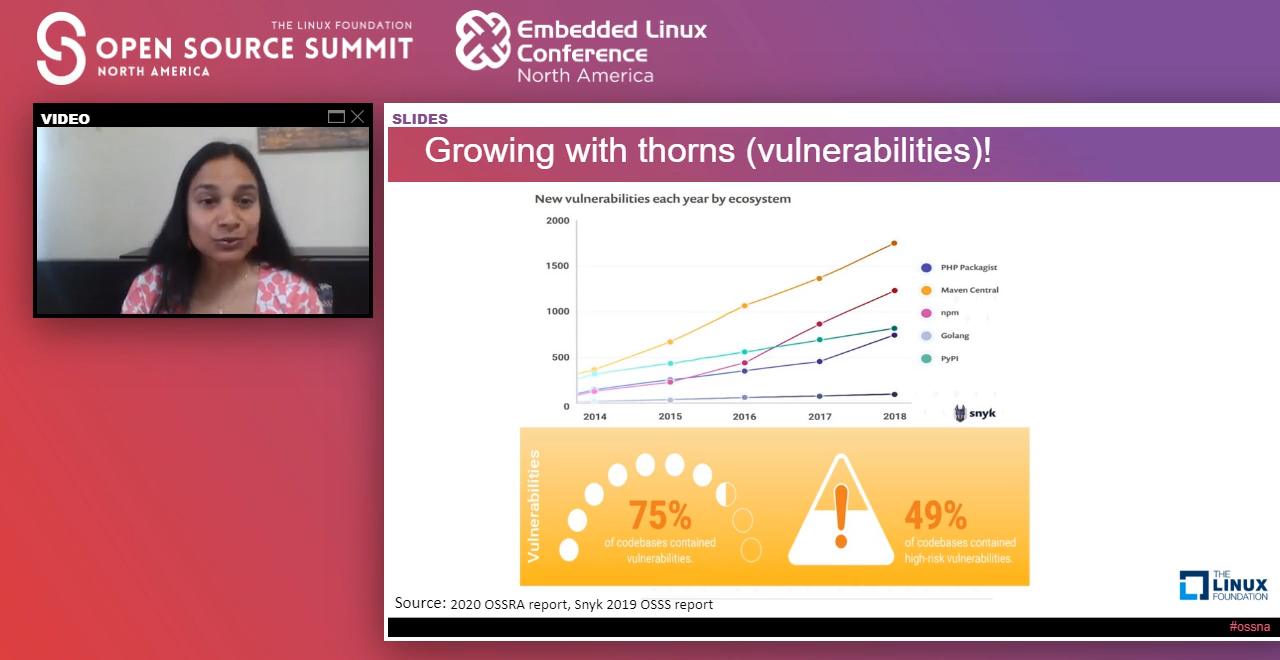 THE LINUX FOUNDATION
OPEN SOURCE SUMMIT
NORTH AMERICA
Embedded Linux
Conference
North America
VIDEO
SLIDES
Growing with thorns (vulnerabilities)!
New vulnerabilities each year by ecosystem
2000
1500
1000
500
0
2014 2015 2016 2017 2018
PHP Packagist
Maven Central
npm
Golang
PyPI
snyk
Vulnerabilities
75%
of codebases contained
vulnerabilities.
49%
of codebases contained
high-risk vulnerabilities.
Source: 2020 OSSRA report, Snyk 2019 OSSS report
THE
LINUX
FOUNDATION
#ossna